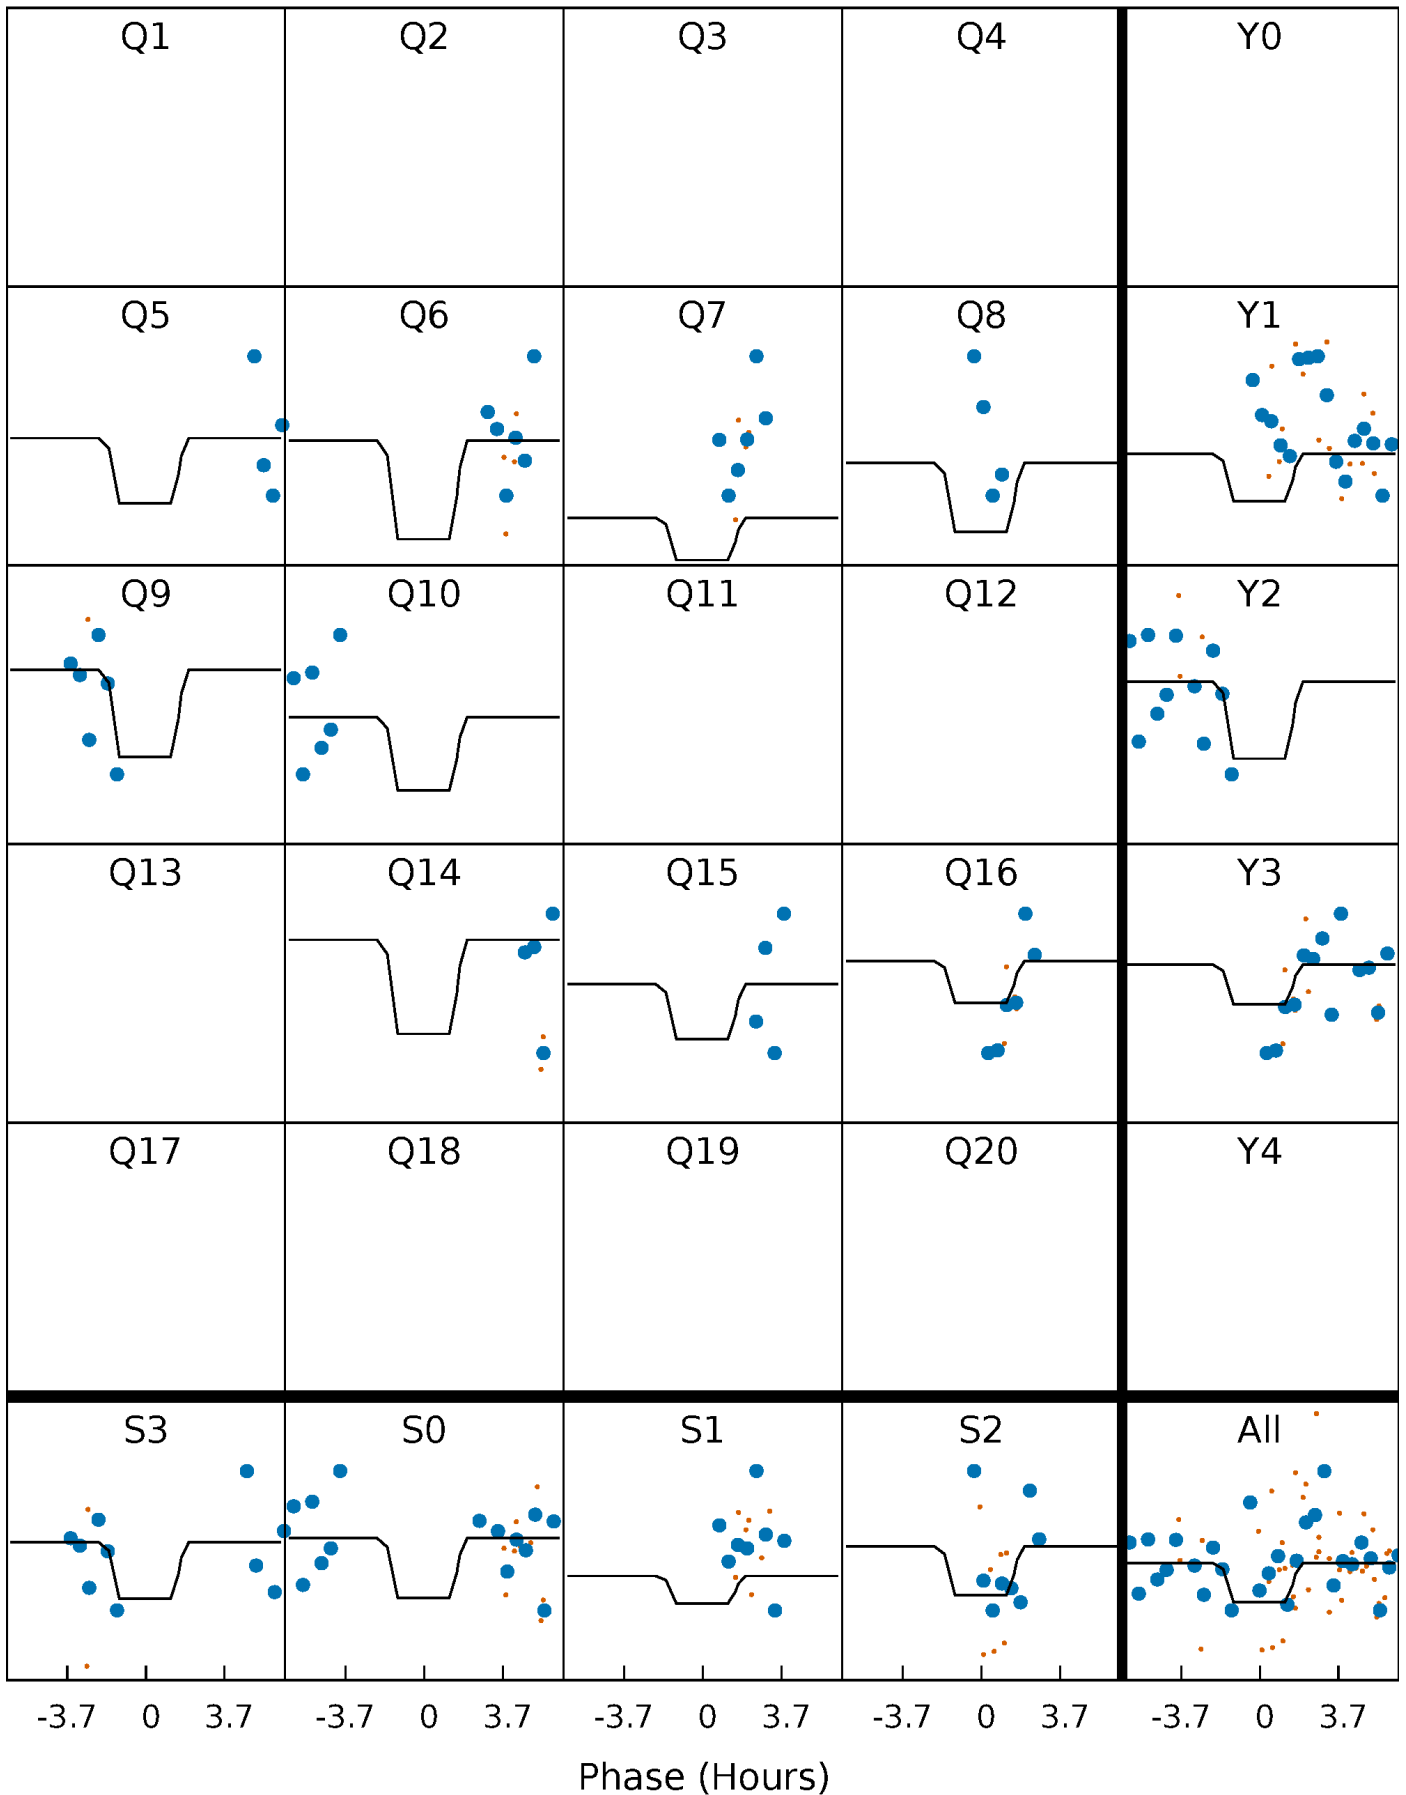 Q1 Q2 Q3 Q4 Y0
Q5 Q6 Q7 Q8 Y1
Q9 Q10 Q11 Q12 Y2
Q13 Q14 Q15 Q16 Y3
Q17 Q18 Q19 Q20 Y4
S3 S0 S1 S2 All
-3.7 0 3.7 -3.7 0 3.7 -3.7 0 3.7 -3.7 0 3.7 -3.7 0 3.7
Phase (Hours)